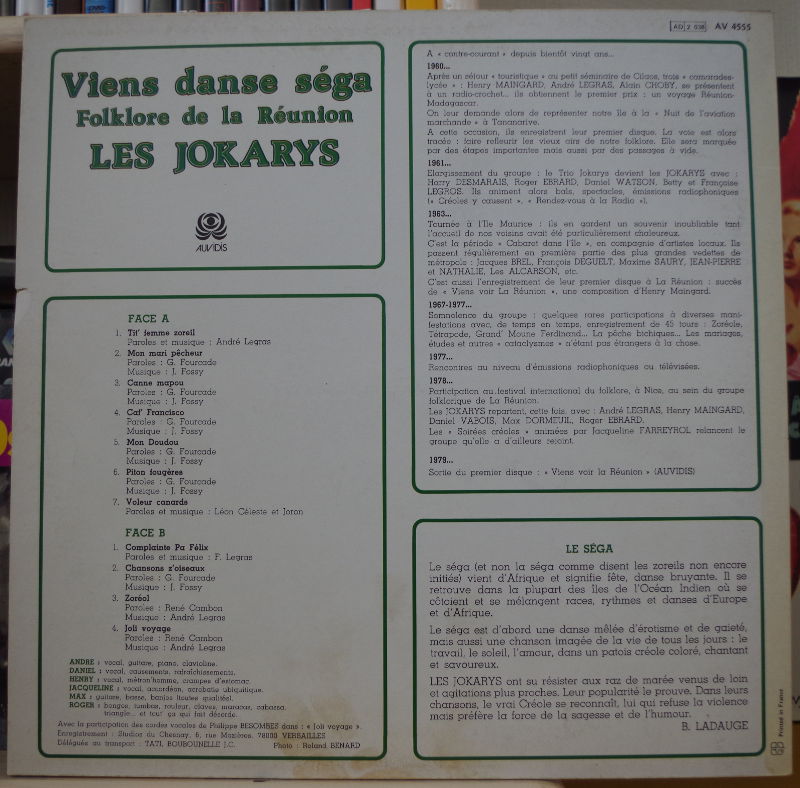 AD 2 038 AV 4555
Viens danse séga
Folklore de la Réunion
LES JOKARYS
AUVIDIS
FACE A
1. Tit' femme zoreil
Paroles et musique : André Legras
2. Mon mari pêcheur
Paroles : G. Fourcade
Musique : J. Fossy
3. Canne mapou
Paroles : G. Fourcade
Musique : J. Fossy
4. Caf' Francisco
Paroles : G. Fourcade
Musique : J. Fossy
5. Mon Doudou
Paroles : G. Fourcade
Musique : J. Fossy
6. Piton fougères
Paroles : G. Fourcade
Musique : J. Fossy
7. Voleur canards
Paroles et musique : Léon Céleste et Joron
FACE B
1. Complainte Pa Félix
Paroles et musique : F. Legras
2. Chansons z'oiseaux
Paroles : G. Fourcade
Musique : J. Fossy
3. Zoréol
Paroles : René Cambon
Musique : André Legras
4. Joli voyage
Paroles : René Cambon
Musique : André Legras
ANDRE : vocal, guitare, piano, clavioline.
DANIEL : vocal, causements, rafraîchissements.
HENRY : vocal, métron'homme, crampes d'estomac.
JACQUELINE : vocal, accordéon, acrobatie ubiquitique.
MAX : guitare, basse, banjos (toutes qualités).
ROGER : bongos, tumbas, rouleur, claves, maracas, cabassa,
triangle... et tout ça qui fait désorde.
Avec la participation des cordes vocales de Philippe BESOMBES dans : « Joli voyage ».
Enregistrement : Studios du Chesnay, 6, rue Mazières, 78000 VERSAILLES
Délégués au transport : TATI, BOUBOUNELLE J.C. Photo : Roland BENARD
A « contre-courant » depuis bientôt vingt ans...
1960...
Après un séjour « touristique » au petit séminaire de Cilaos, trois « camarades-
lycée » : Henry MAINGARD, André LEGRAS, Alain CHOBY, se présentent
à un radio-crochet... ils obtiennent le premier prix : un voyage Réunion-
Madagascar.
On leur demande alors de représenter notre île à la « Nuit de l'aviation
marchande » à Tananarive.
A cette occasion, ils enregistrent leur premier disque. La voie est alors
tracée : faire refleurir les vieux airs de notre folklore. Elle sera marquée
par des étapes importantes mais aussi par des passages à vide.
1961...
Elargissement du groupe : le Trio Jokarys devient les JOKARYS avec :
Harry DESMARAIS, Roger EBRARD, Daniel WATSON, Betty et Françoise
LEGROS. Ils animent alors bals, spectacles, émissions radiophoniques
(« Créoles y causent », « Rendez-vous à la Radio »).
1963...
Tournée à l'Ile Maurice : ils en gardent un souvenir inoubliable tant
l'accueil de nos voisins avait été particulièrement chaleureux.
C'est la période « Cabaret dans l'île », en compagnie d'artistes locaux. Ils
passent régulièrement en première partie des plus grandes vedettes de
métropole : Jacques BREL, François DEGUELT, Maxime SAURY, JEAN-PIERRE
et NATHALIE, Les ALCARSON, etc.
C'est aussi l'enregistrement de leur premier disque à La Réunion : succès
de « Viens voir La Réunion », une composition d'Henry Maingard.
1967-1977...
Somnolence du groupe : quelques rares participations à diverses mani-
festations avec, de temps en temps, enregistrement de 45 tours : Zoréole,
Tétrapode, Grand' Moune Ferdinand... La pêche bichiques... Les mariages,
études et autres « cataclysmes » n'étant pas étrangers à la chose.
1977...
Rencontres au niveau d'émissions radiophoniques ou télévisées.
1978...
Participation au festival international du folklore, à Nice, au sein du groupe
folklorique de La Réunion.
Les JOKARYS repartent, cette fois, avec : André LEGRAS, Henry MAINGARD,
Daniel VABOIS, Max DORMEUIL, Roger EBRARD.
Les « Soirées créoles » animées par Jacqueline FARREYROL relancent le
groupe qu'elle a d'ailleurs rejoint.
1979...
Sortie du premier disque : « Viens voir la Réunion » (AUVIDIS)
LE SÉGA
Le séga (et non la séga comme disent les zoreils non encore
initiés) vient d'Afrique et signifie fête, danse bruyante. Il se
retrouve dans la plupart des îles de l'Océan Indien où se
côtoient et se mélangent races, rythmes et danses d'Europe
et d'Afrique.
Le séga est d'abord une danse mêlée d'érotisme et de gaieté,
mais aussi une chanson imagée de la vie de tous les jours : le
travail, le soleil, l'amour, dans un patois créole coloré, chantant
et savoureux.
LES JOKARYS ont su résister aux raz de marée venus de loin
et agitations plus proches. Leur popularité le prouve. Dans leurs
chansons, le vrai Créole se reconnaît, lui qui refuse la violence
mais préfère la force de la sagesse et de l'humour.
B. LADAUGE
Printed in France